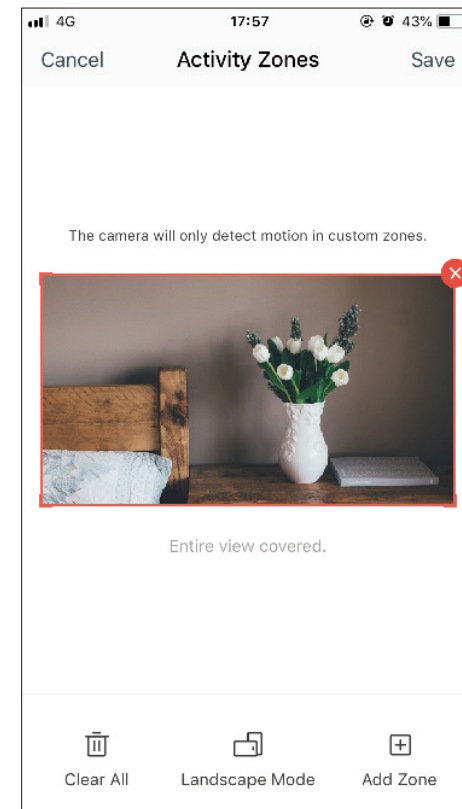 4G 17:57 43%
Cancel Activity Zones Save
The camera will only detect motion in custom zones.
Entire view covered.
Clear All Landscape Mode Add Zone